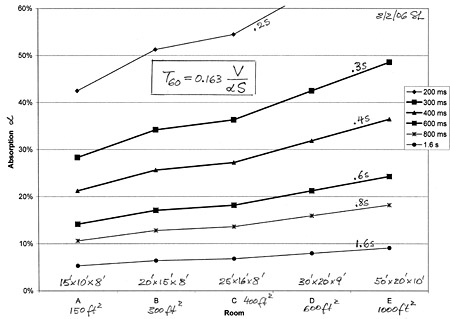 60%
50%
40%
30%
20%
10%
0%
Absorption α
8/2/06 SL
.2S
T60 = 0.163 V/αS
.3s
.4s
.6s
.8s
1.6s
200 ms
300 ms
400 ms
600 ms
800 ms
1.6 s
15'x10'x8'
20'x15'x8'
25'x16'x8'
30'x20'x9'
50'x20'x10'
A
B
C
D
E
150ft²
300ft²
400ft²
600ft²
1000ft²
Room